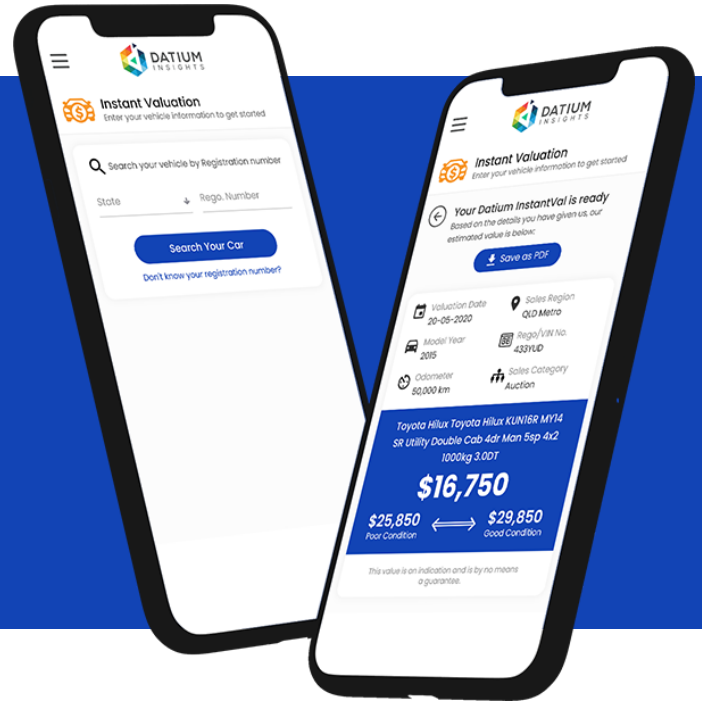 DATIUM
INSIGHTS
Instant Valuation
Enter your vehicle information to get started
Search your vehicle by Registration number
State
Rego. Number
Search Your Car
Don't know your registration number?
DATIUM
INSIGHTS
Instant Valuation
Enter your vehicle information to get started
Your Datium InstantVal is ready
Based on the details you have given us, our
estimated value is below:
Save as PDF
Valuation Date
20-05-2020
Sales Region
QLD Metro
Model Year
2015
Rego/VIN No.
433YUD
Odometer
50,000 km
Sales Category
Auction
Toyota Hilux Toyota Hilux KUN16R MY14
SR Utility Double Cab 4dr Man 5sp 4x2
1000kg 3.0DT
$16,750
$25,850
Poor Condition
$29,850
Good Condition
This value is an indication and is by no means
a guarantee.